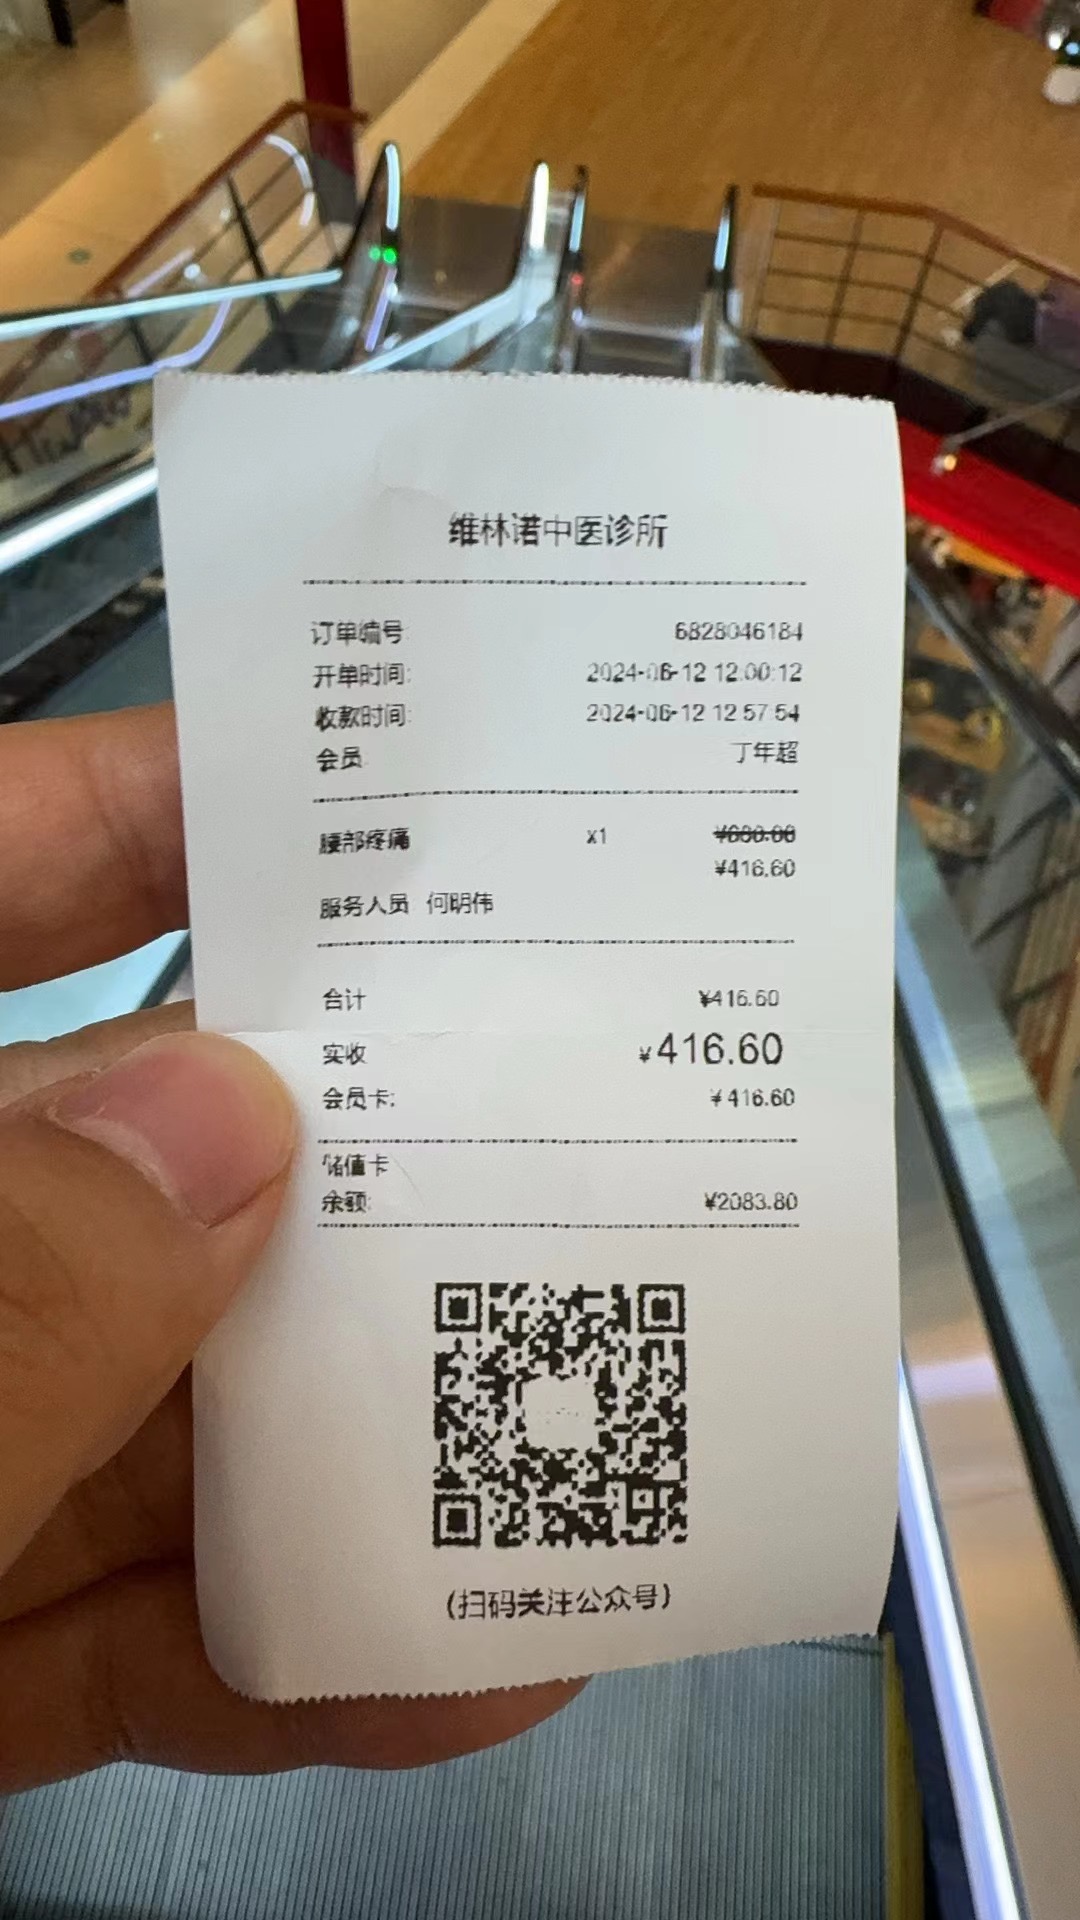 维林诺中医诊所
订单编号: 6828046184
开单时间: 2024-06-12 12:00:12
收款时间: 2024-06-12 12:57:54
会员: 丁年超
腰部疼痛 x1 ¥680.00
¥416.60
服务人员 何明伟
合计 ¥416.60
实收 ¥416.60
会员卡: ¥416.60
储值卡
余额: ¥2083.80
(扫码关注公众号)